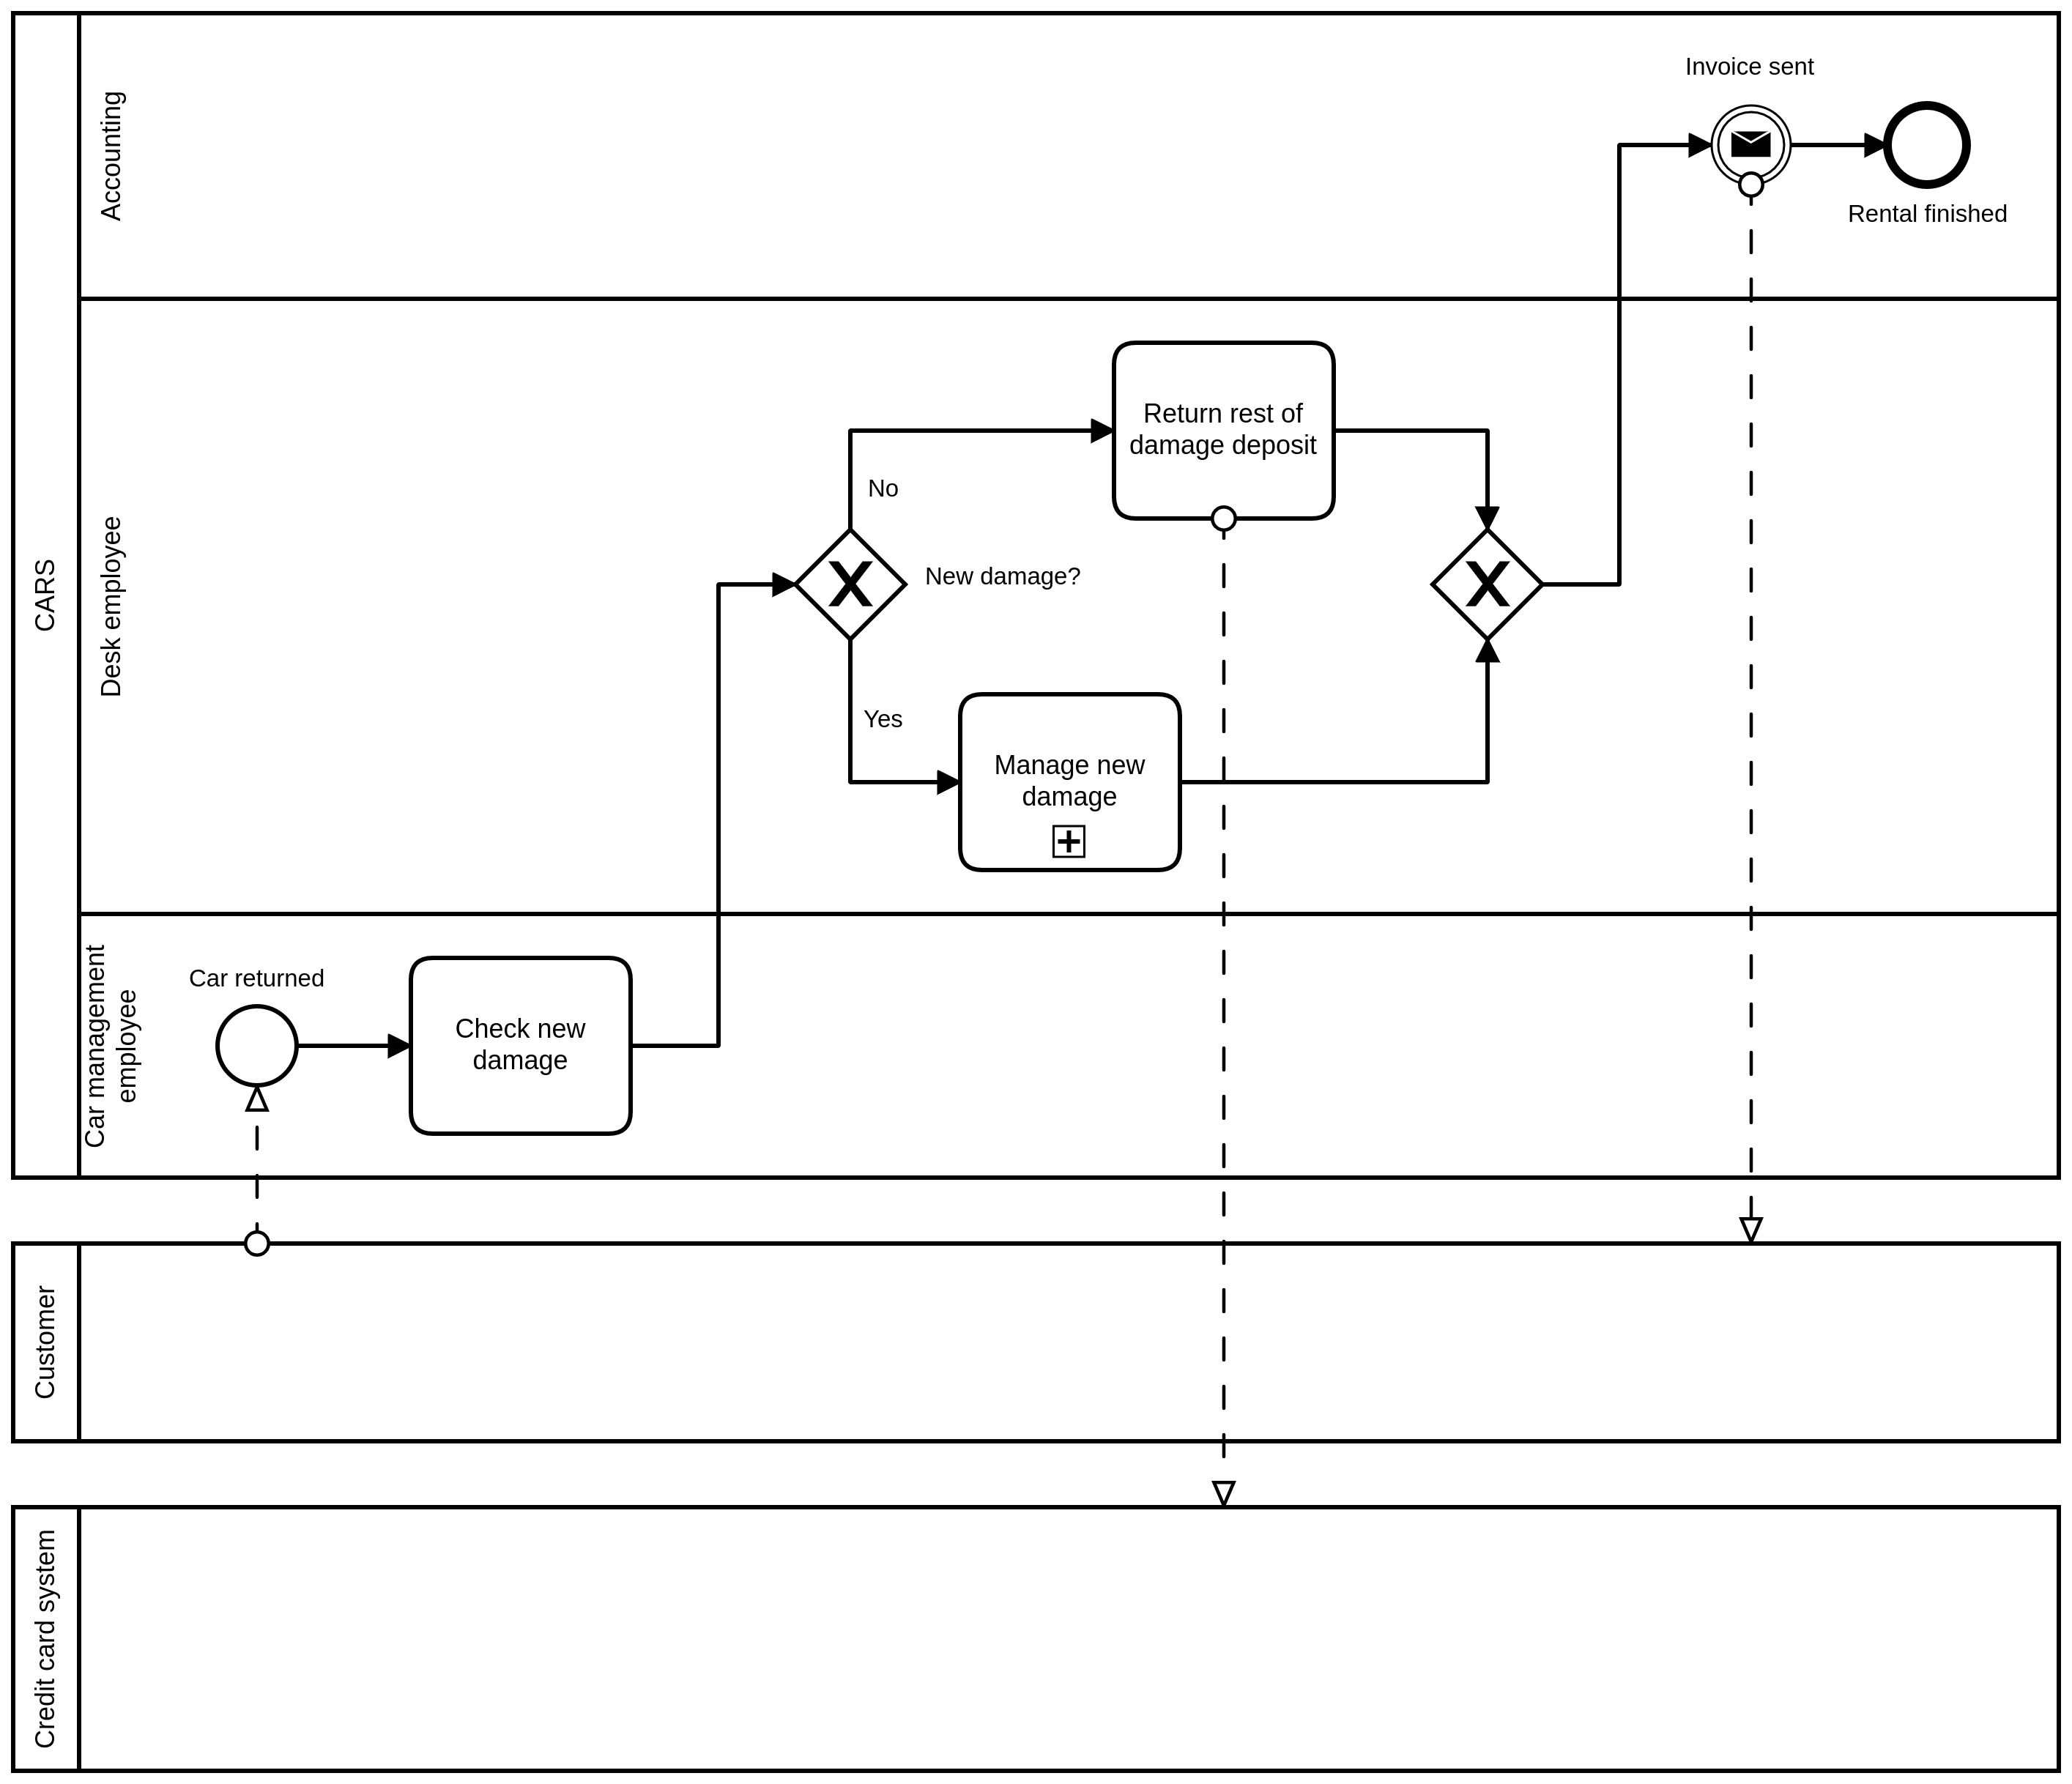 CARS
Accounting
Invoice sent
Rental finished
Desk employee
Return rest of
damage deposit
No
New damage?
Yes
Manage new
damage
Car management
employee
Car returned
Check new
damage
Customer
Credit card system